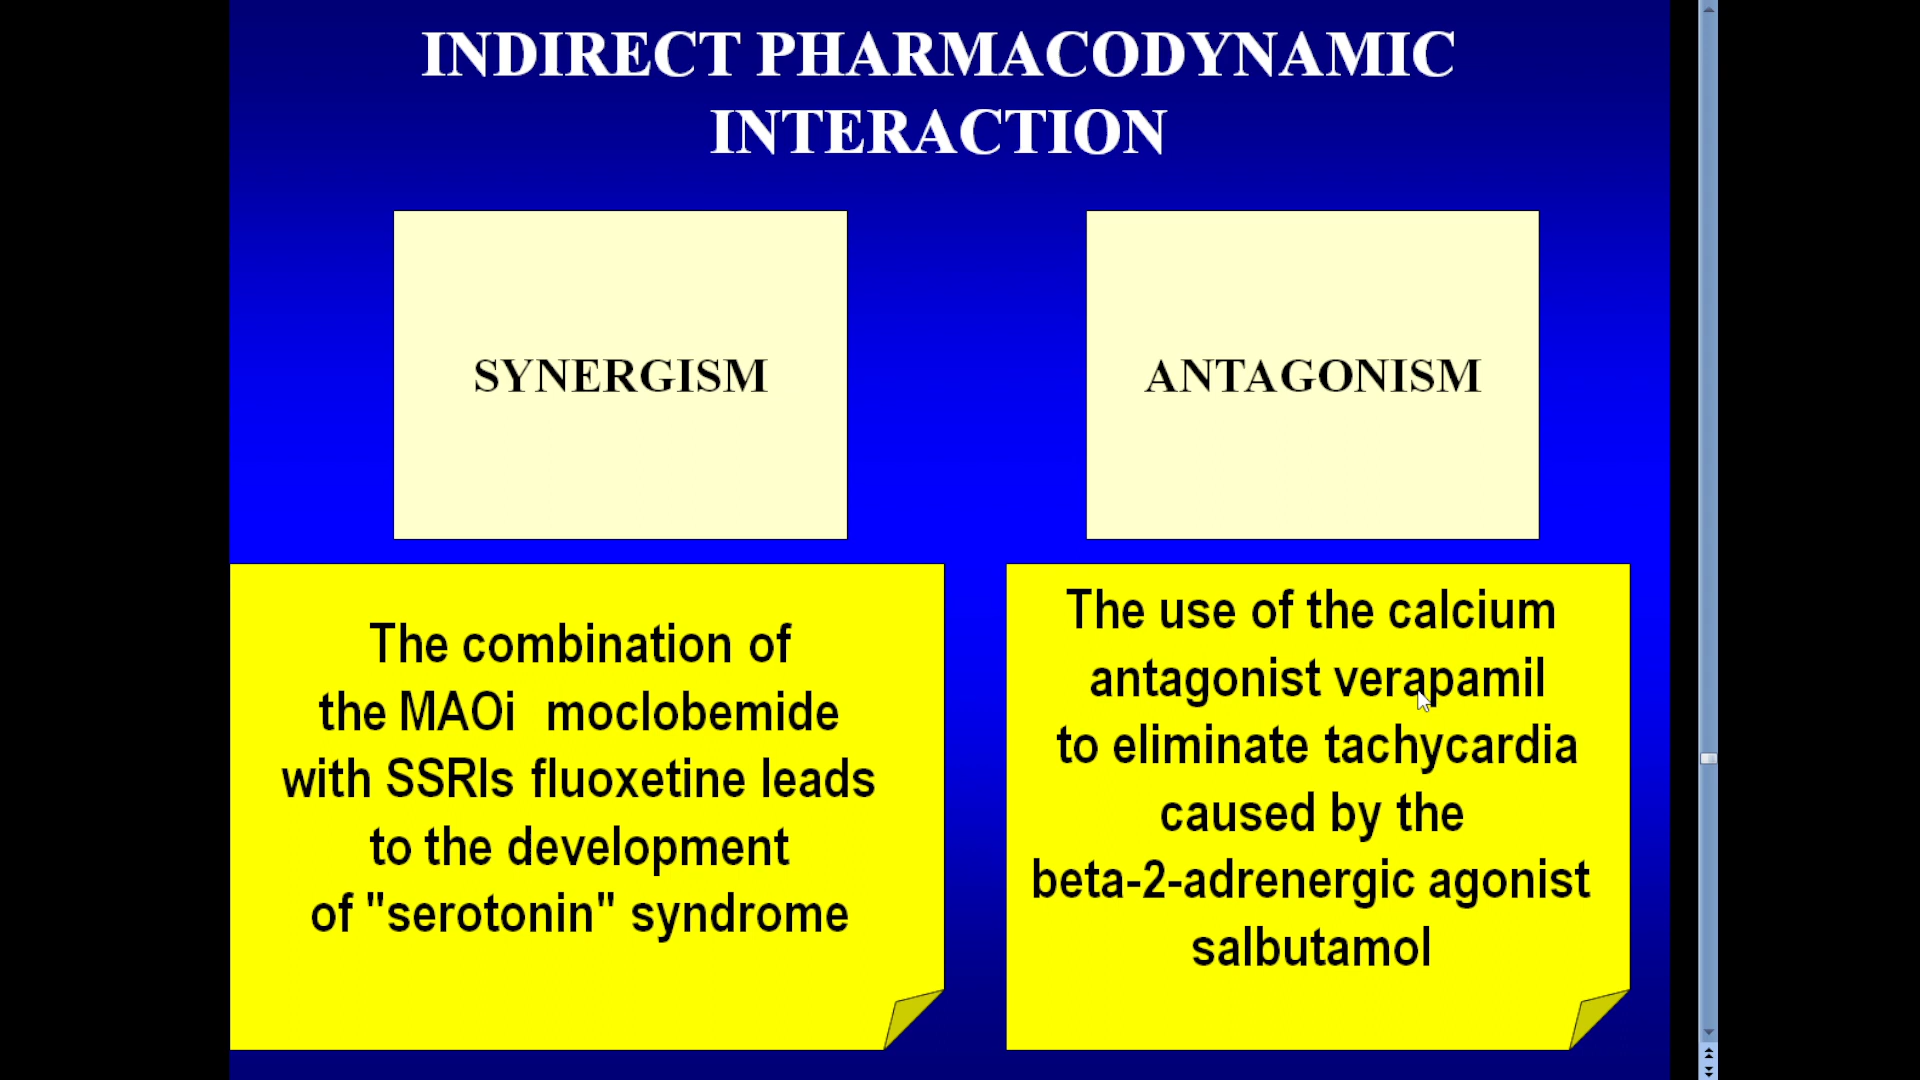 INDIRECT PHARMACODYNAMIC
INTERACTION
SYNERGISM
ANTAGONISM
The combination of
the MAOi moclobemide
with SSRIs fluoxetine leads
to the development
of "serotonin" syndrome
The use of the calcium
antagonist verapamil
to eliminate tachycardia
caused by the
beta-2-adrenergic agonist
salbutamol